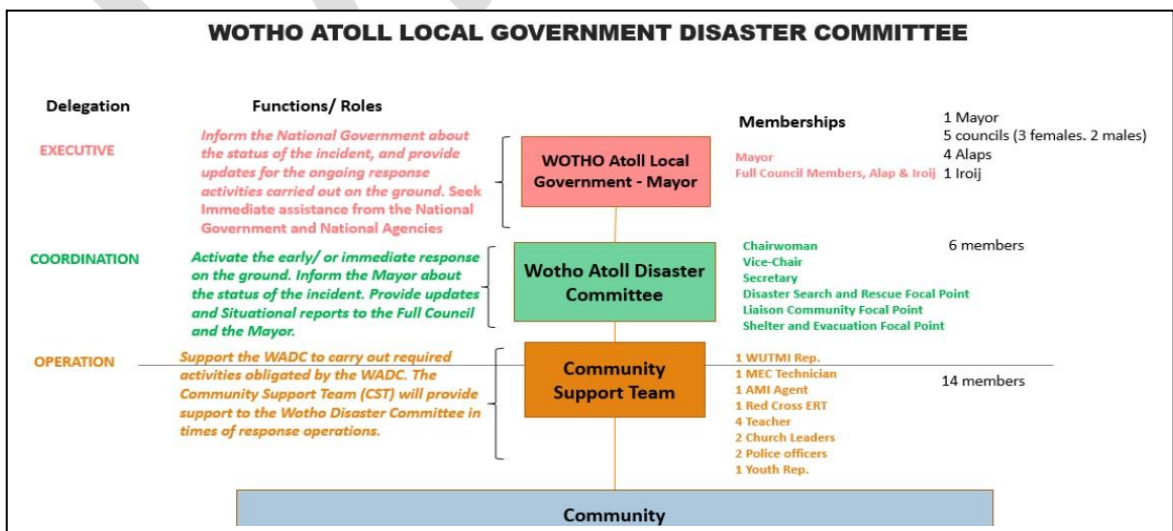 WOTHO ATOLL LOCAL GOVERNMENT DISASTER COMMITTEE
Delegation
Functions/ Roles
Memberships
1 Mayor
5 councils (3 females. 2 males)
4 Alaps
1 Iroij
EXECUTIVE
Inform the National Government about
the status of the incident, and provide
updates for the ongoing response
activities carried out on the ground. Seek
Immediate assistance from the National
Government and National Agencies
WOTHO Atoll Local
Government - Mayor
Mayor
Full Council Members, Alap & Iroij
COORDINATION
Activate the early/ or immediate response
on the ground. Inform the Mayor about
the status of the incident. Provide updates
and Situational reports to the Full Council
and the Mayor.
Wotho Atoll Disaster
Committee
Chairwoman
Vice-Chair
Secretary
Disaster Search and Rescue Focal Point
Liaison Community Focal Point
Shelter and Evacuation Focal Point
6 members
OPERATION
Support the WADC to carry out required
activities obligated by the WADC. The
Community Support Team (CST) will provide
support to the Wotho Disaster Committee in
times of response operations.
Community
Support Team
1 WUTMI Rep.
1 MEC Technician
1 AMI Agent
1 Red Cross ERT
4 Teacher
2 Church Leaders
2 Police officers
1 Youth Rep.
14 members
Community